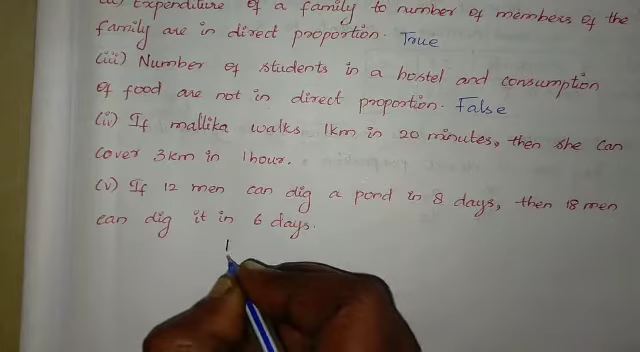 (ii) Expenditure of a family to number of members of the
family are in direct proportion. True
(iii) Number of students in a hostel and consumption
of food are not in direct proportion. False
(ii) If mallika walks 1km in 20 minutes, then she can
cover 3km in 1hour.
(v) If 12 men can dig a pond in 8 days, then 18 men
can dig it in 6 days.